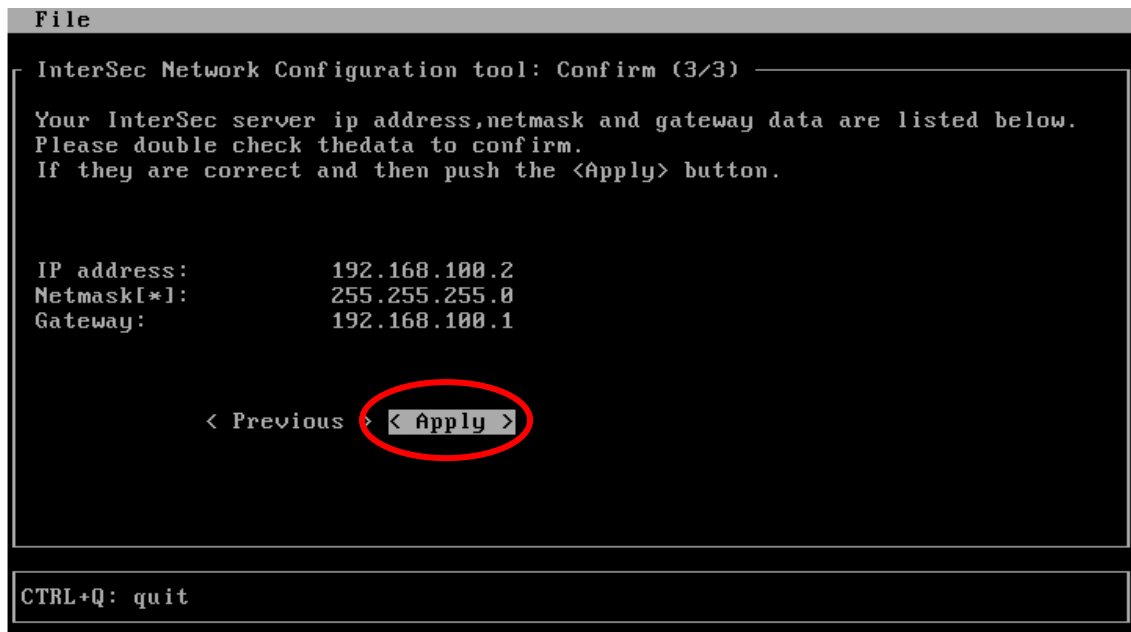 File
InterSec Network Configuration tool: Confirm (3/3)
Your InterSec server ip address,netmask and gateway data are listed below.
Please double check thedata to confirm.
If they are correct and then push the <Apply> button.
IP address: 192.168.100.2
Netmask[*]: 255.255.255.0
Gateway: 192.168.100.1
< Previous > < Apply >
CTRL+Q: quit